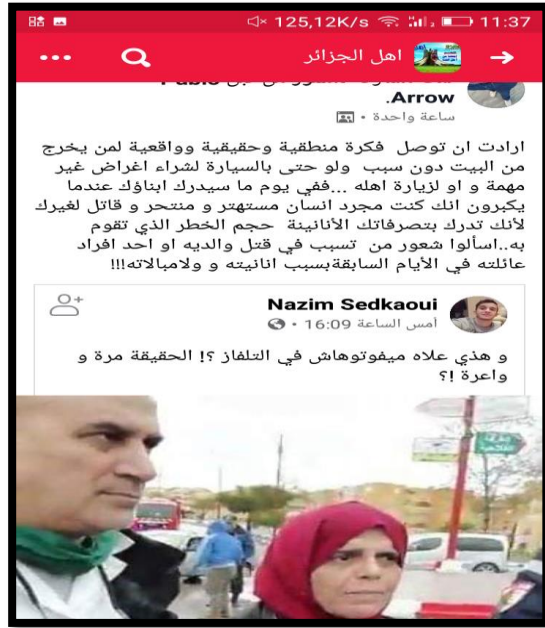 125,12K/s 11:37
اهل الجزائر
Arrow.
ساعة واحدة
ارادت ان توصل فكرة منطقية وحقيقية وواقعية لمن يخرج
من البيت دون سبب ولو حتى بالسيارة لشراء اغراض غير
مهمة و او لزيارة اهله ...ففي يوم ما سيدرك ابناؤك عندما
يكبرون انك كنت مجرد انسان مستهتر و منتحر و قاتل لغيرك
لأنك تدرك بتصرفاتك الأنانينة حجم الخطر الذي تقوم
به..اسألوا شعور من تسبب في قتل والديه او احد افراد
عائلته في الأيام السابقةبسبب انانيته و ولامبالاته!!!
Nazim Sedkaoui
أمس الساعة 16:09
و هذي علاه ميفوتوهاش في التلفاز ؟! الحقيقة مرة و
واعرة !؟